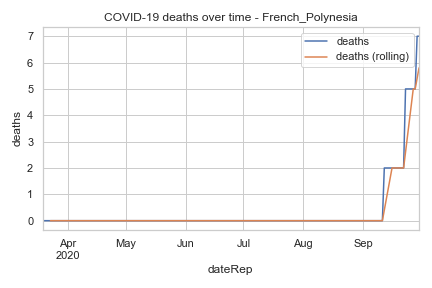 COVID-19 deaths over time - French_Polynesia
deaths
deaths (rolling)
7
6
5
4
3
2
1
0
deaths
Apr
2020
May
Jun
Jul
Aug
Sep
dateRep